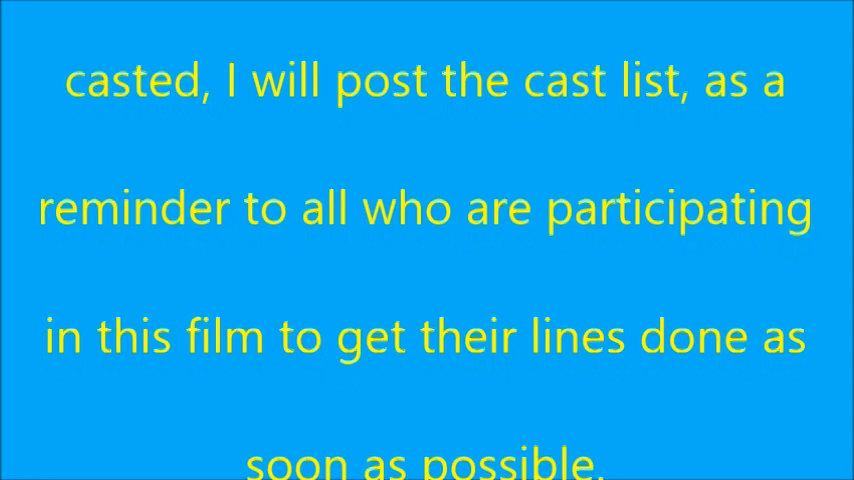 casted, I will post the cast list, as a
reminder to all who are participating
in this film to get their lines done as
soon as possible.